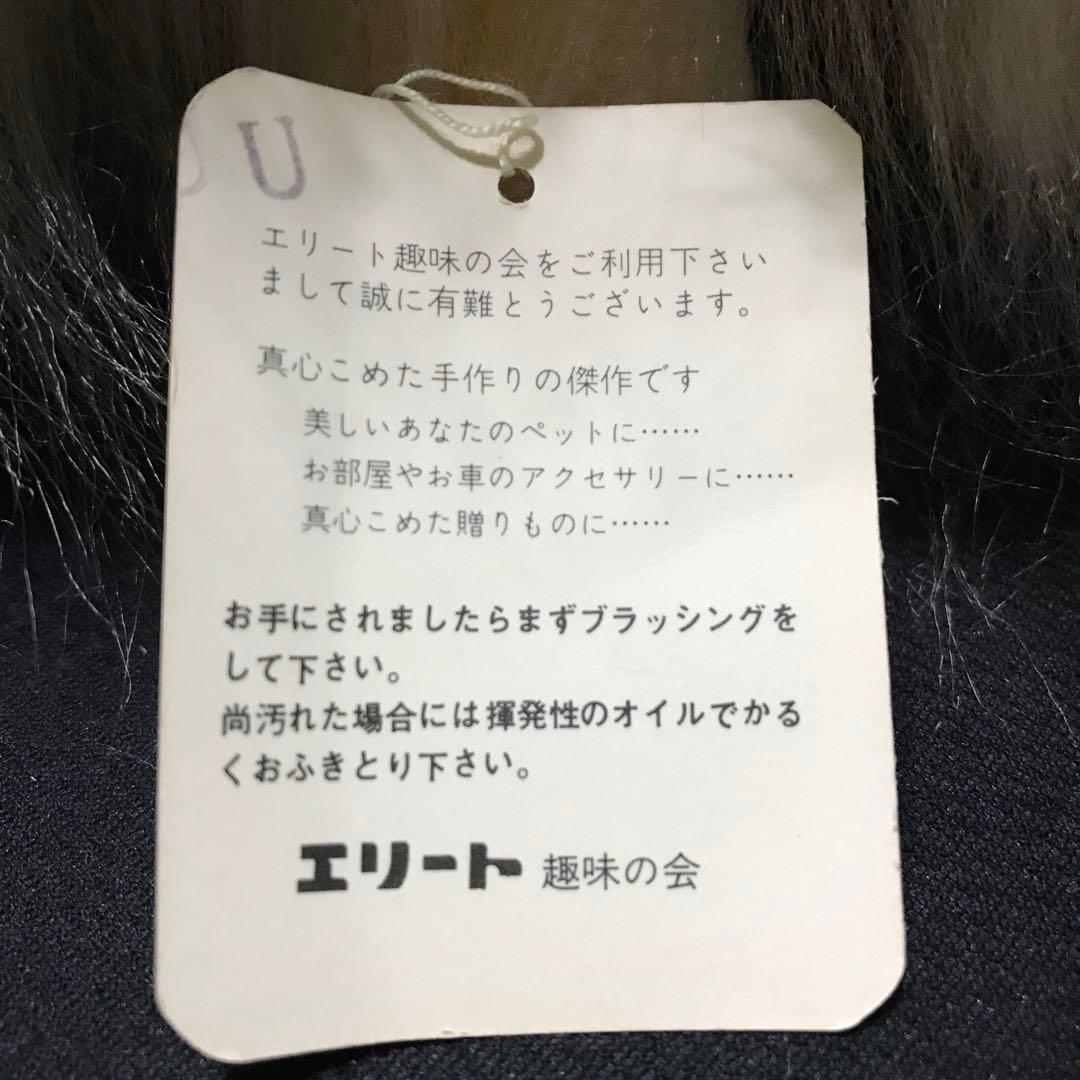 U
エリート趣味の会をご利用下さい
まして誠に有難とうございます。
真心こめた手作りの傑作です
美しいあなたのペットに……
お部屋やお車のアクセサリーに……
真心こめた贈りものに……
お手にされましたらまずブラッシングを
して下さい。
尚汚れた場合には揮発性のオイルでかる
くおふきとり下さい。
エリート 趣味の会